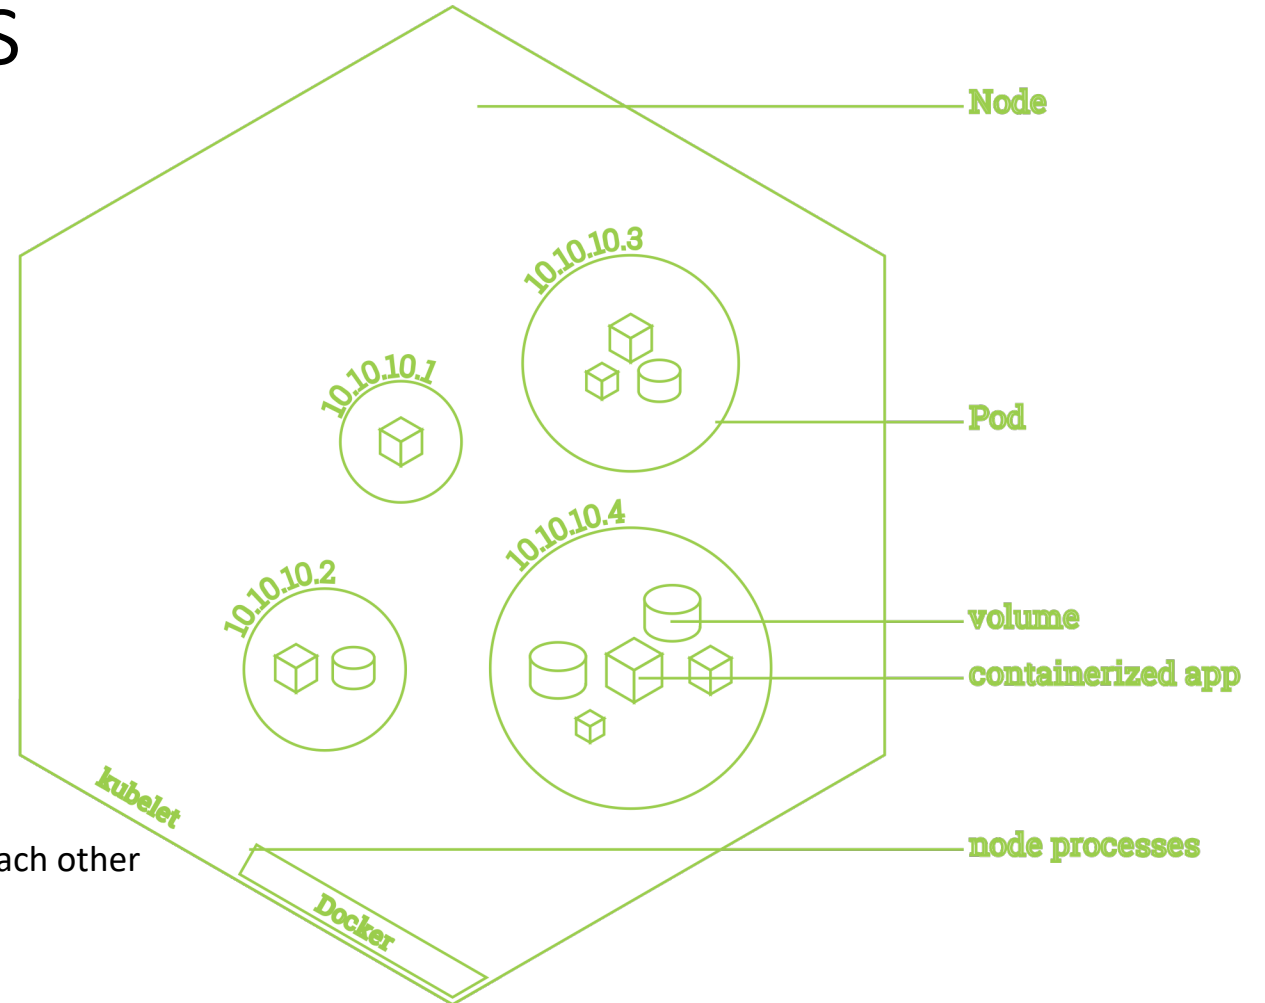 S
Node
10.10.10.3
10.10.10.1
Pod
10.10.10.4
10.10.10.2
volume
containerized app
kubelet
ach other
node processes
Docker